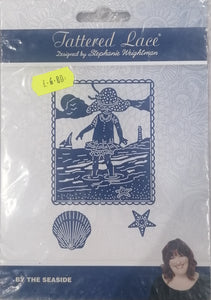 Tattered Lace®
Designed by Stephanie Weightman
£6.80
BY THE SEASIDE